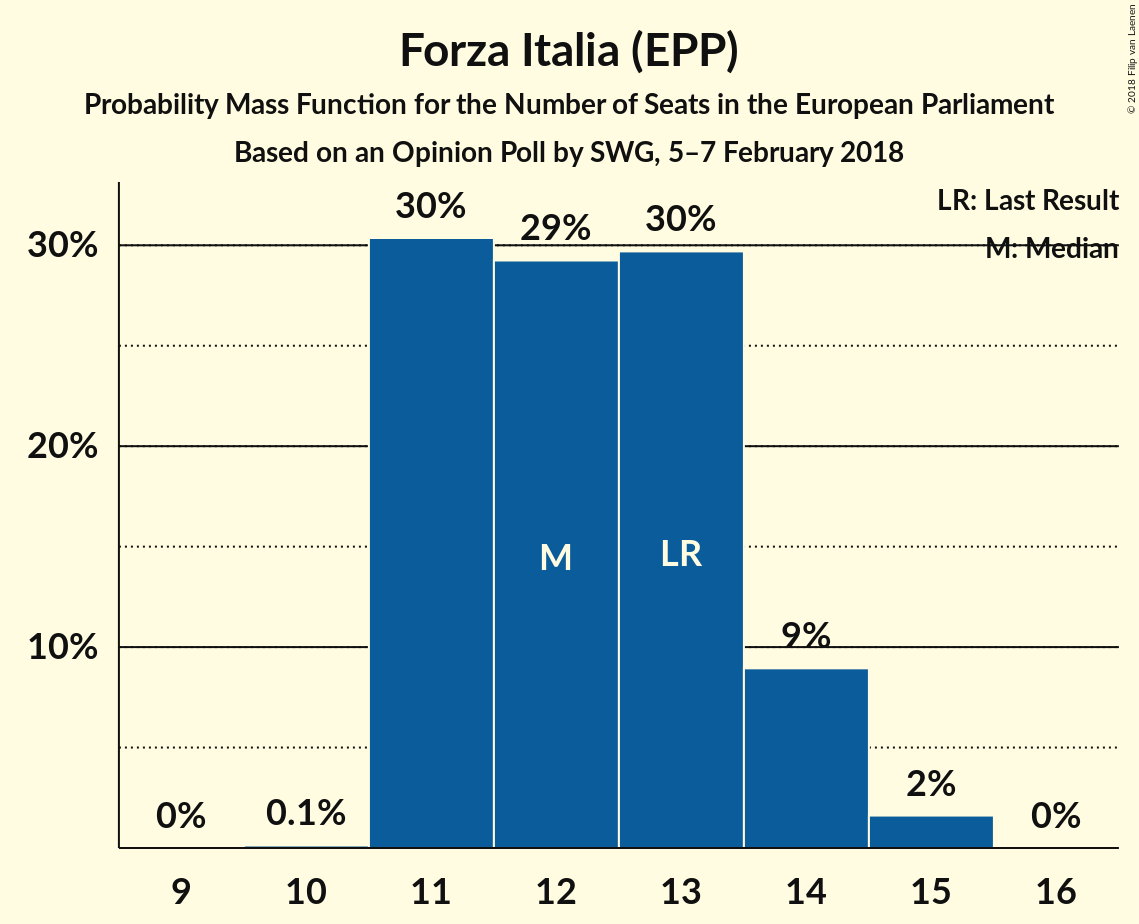 Forza Italia (EPP)
Probability Mass Function for the Number of Seats in the European Parliament
Based on an Opinion Poll by SWG, 5–7 February 2018
© 2018 Filip van Laenen
LR: Last Result
M: Median
30%
20%
10%
0%
0.1%
30%
29%
30%
9%
2%
0%
M
LR
9
10
11
12
13
14
15
16